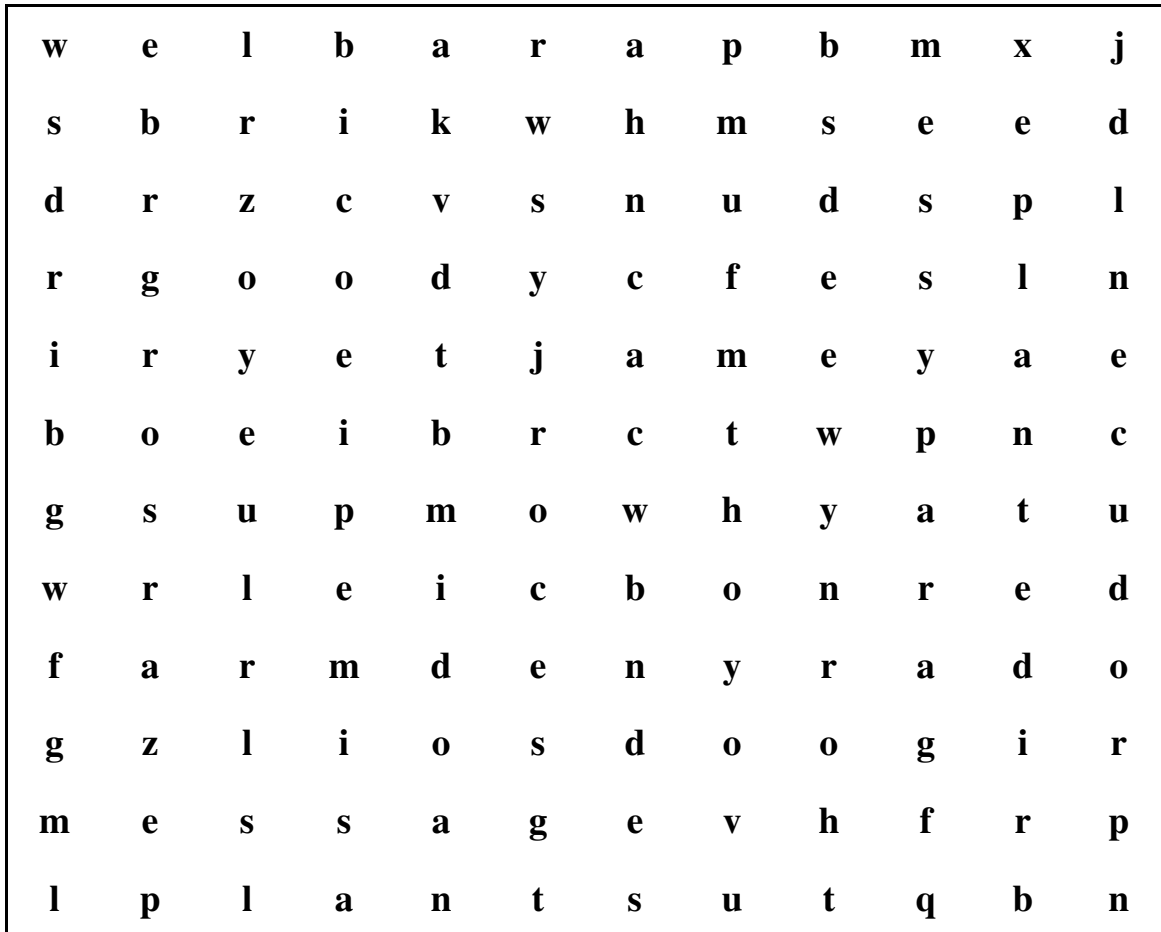 w e l b a r a p b m x j
s b r i k w h m s e e d
d r z c v s n u d s p l
r g o o d y c f e s l n
i r y e t j a m e y a e
b o e i b r c t w p n c
g s u p m o w h y a t u
w r l e i c b o n r e d
f a r m d e n y r a d o
g z l i o s d o o g i r
m e s s a g e v h f r p
l p l a n t s u t q b n